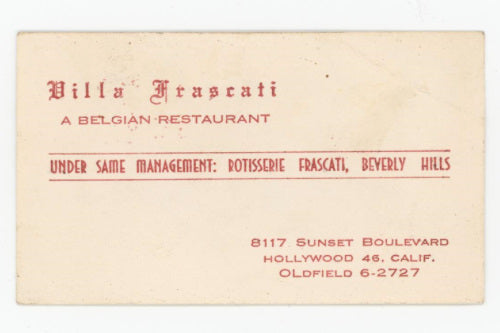 Villa Frascati
A BELGIAN RESTAURANT
UNDER SAME MANAGEMENT: ROTISSERIE FRASCATI, BEVERLY HILLS
8117 SUNSET BOULEVARD
HOLLYWOOD 46, CALIF.
OLDFIELD 6-2727